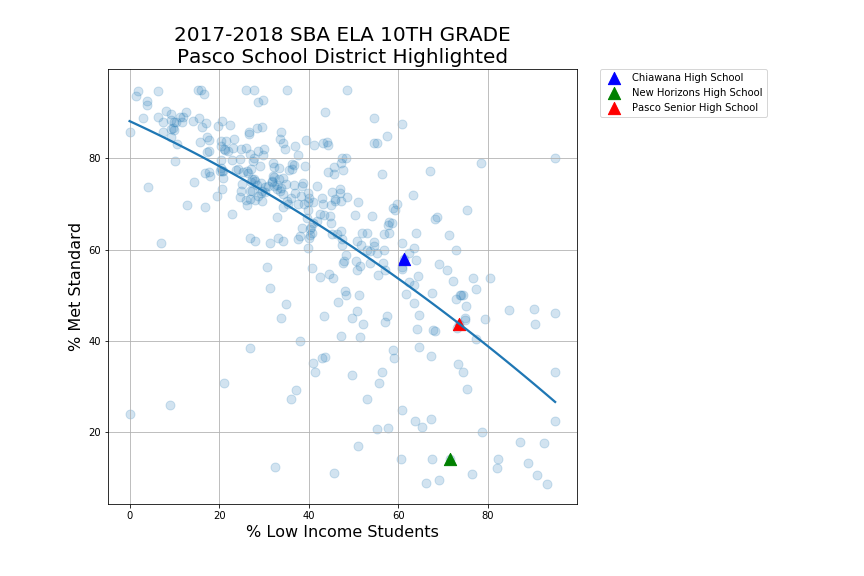 2017-2018 SBA ELA 10TH GRADE
Pasco School District Highlighted
Chiawana High School
New Horizons High School
Pasco Senior High School
% Met Standard
80
60
40
20
0
20
40
60
80
% Low Income Students